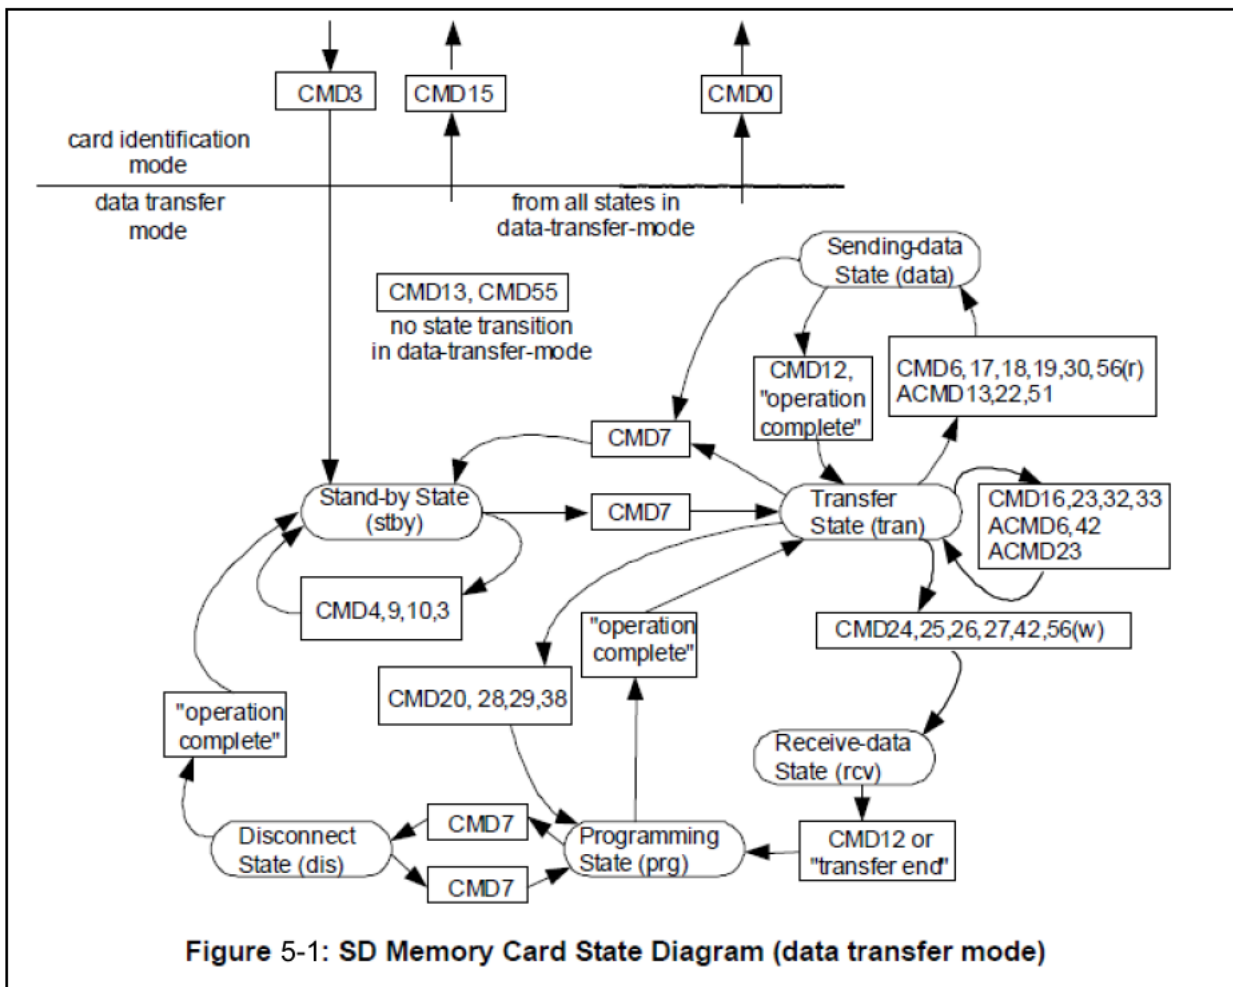 CMD3
CMD15
CMD0
card identification
mode
data transfer
mode
from all states in
data-transfer-mode
Sending-data
State (data)
CMD13, CMD55
no state transition
in data-transfer-mode
CMD12,
"operation
complete"
CMD6,17,18,19,30,56(r)
ACMD13,22,51
CMD7
Stand-by State
(stby)
CMD7
Transfer
State (tran)
CMD16,23,32,33
ACMD6,42
ACMD23
CMD4,9,10,3
"operation
complete"
CMD24,25,26,27,42,56(w)
CMD20, 28,29,38
"operation
complete"
Receive-data
State (rcv)
Disconnect
State (dis)
CMD7
CMD7
Programming
State (prg)
CMD12 or
"transfer end"
Figure 5-1: SD Memory Card State Diagram (data transfer mode)